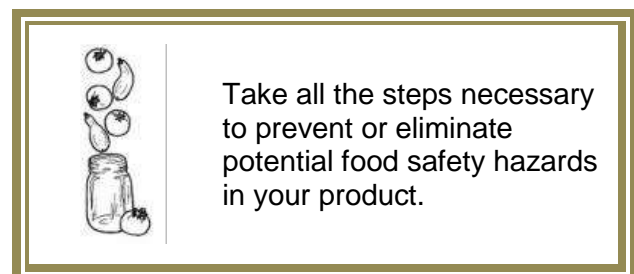 Take all the steps necessary
to prevent or eliminate
potential food safety hazards
in your product.